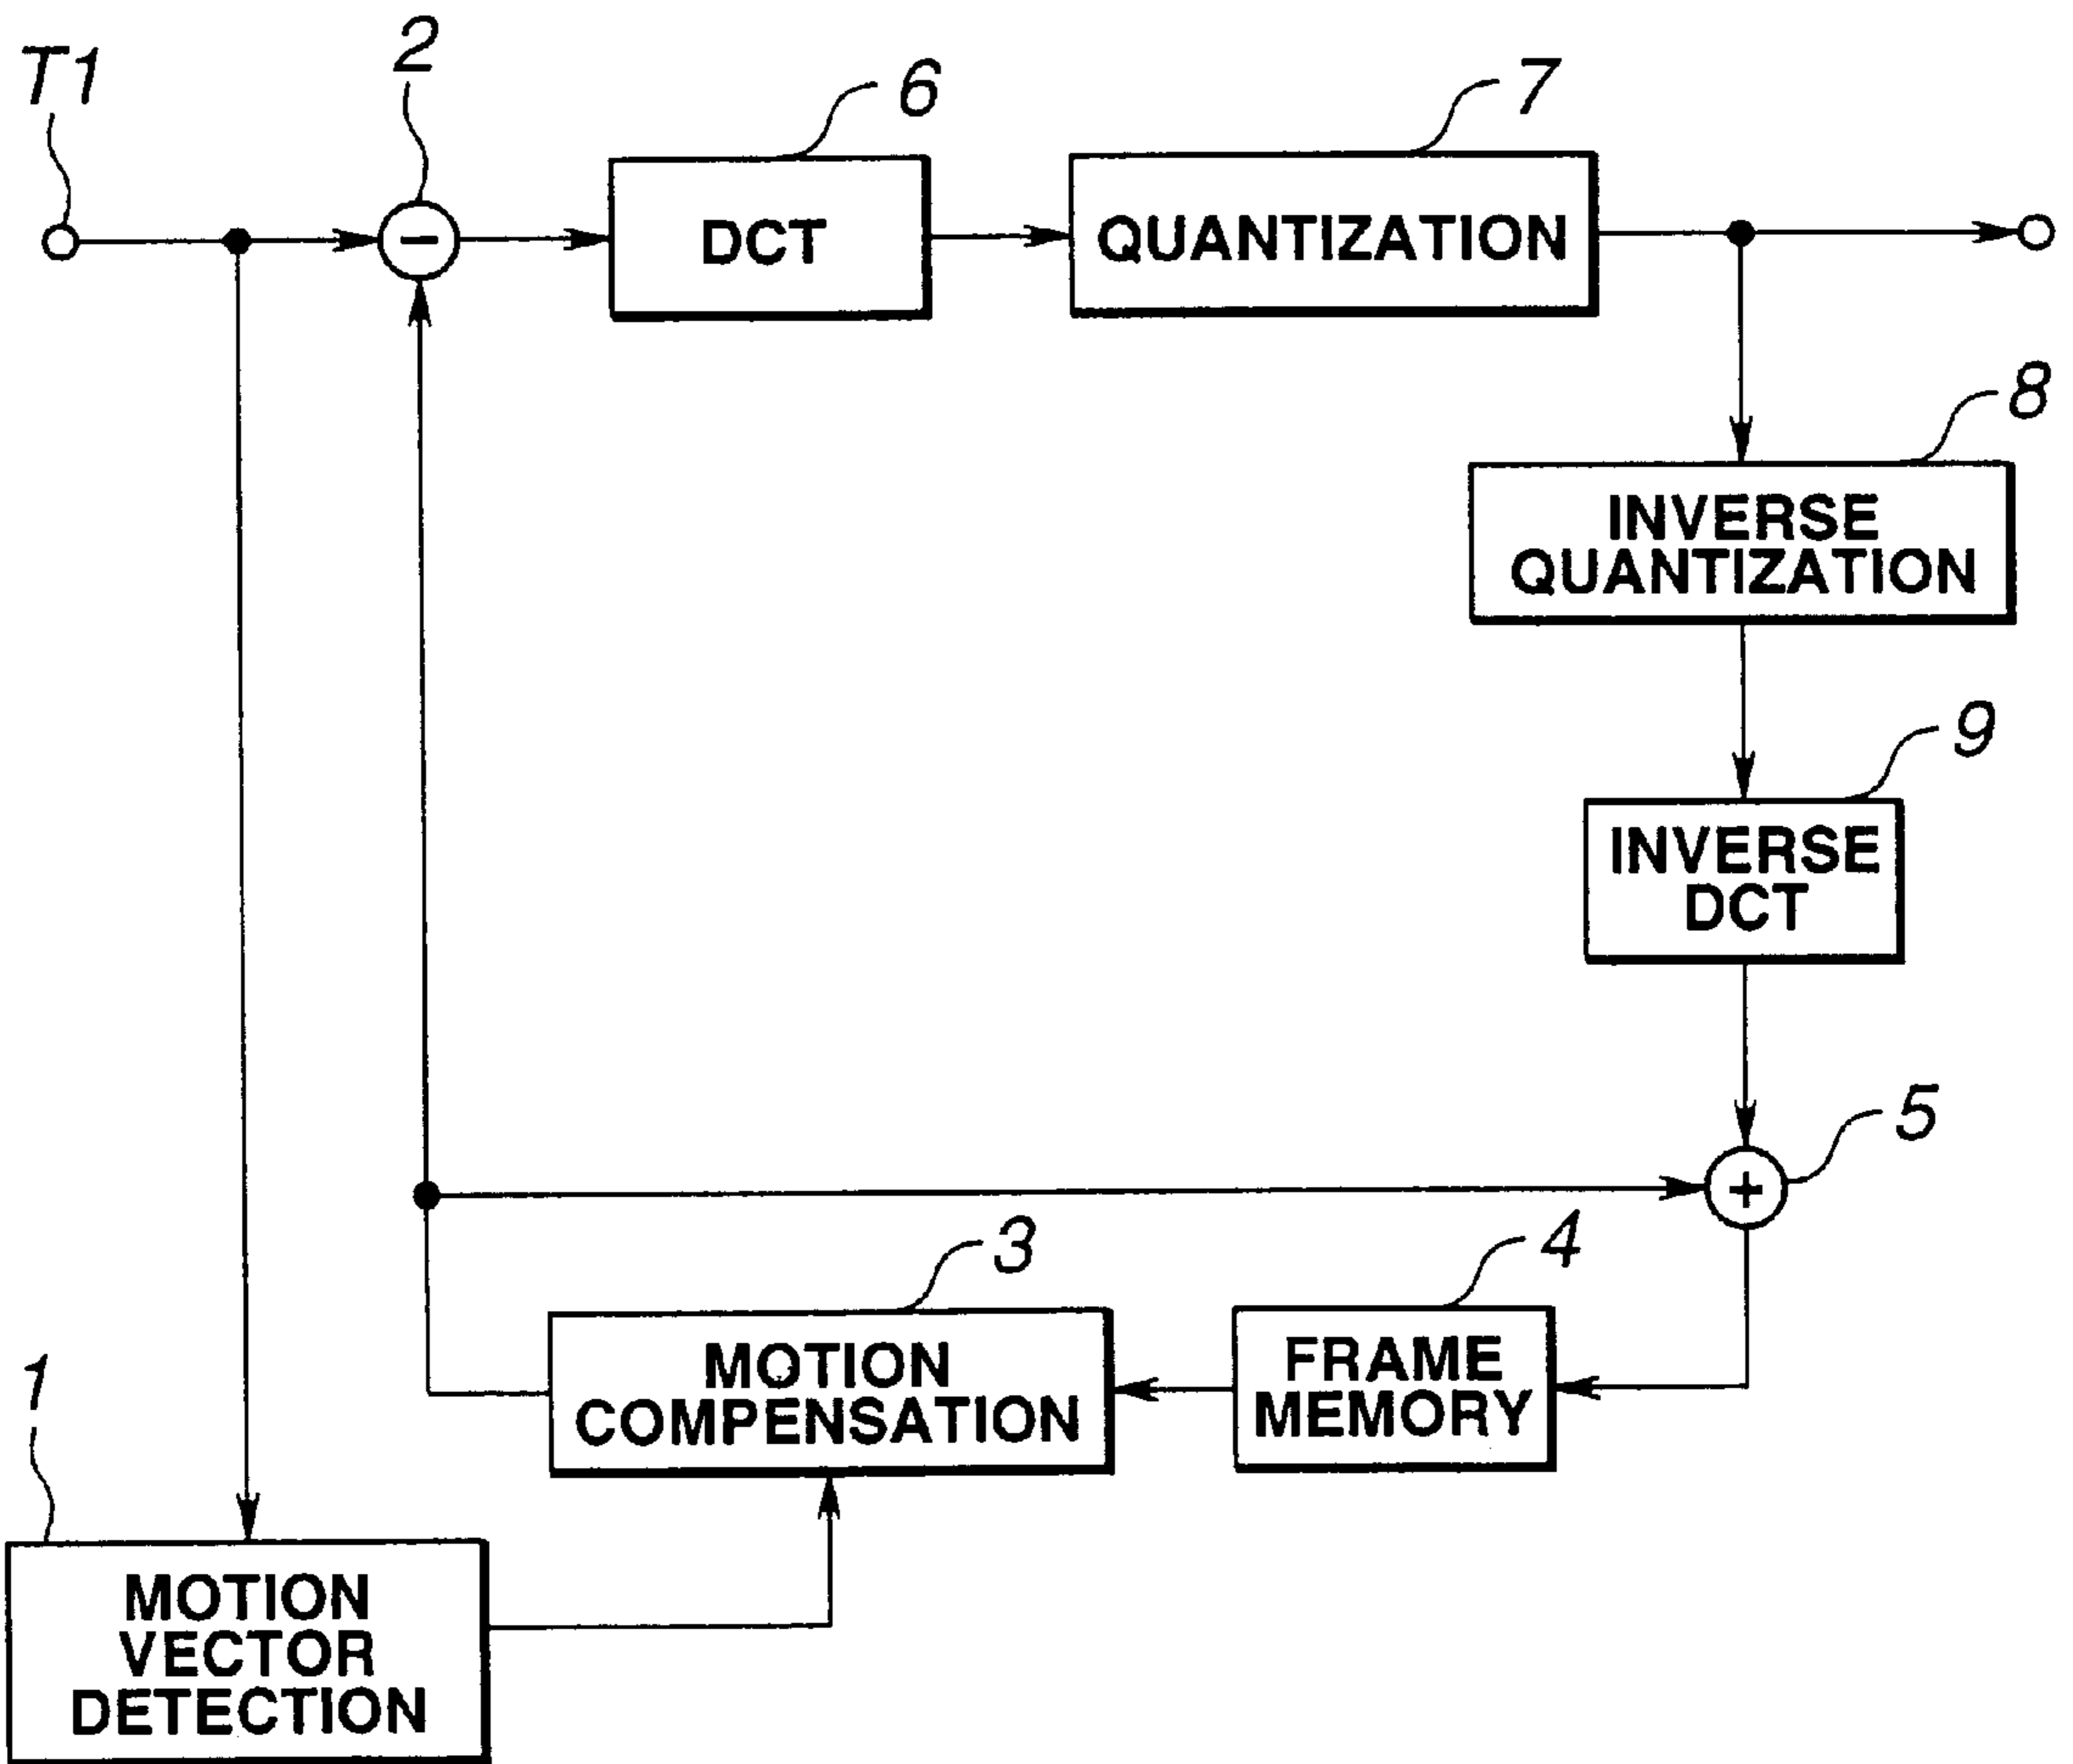 T1
2
6
7
DCT
QUANTIZATION
8
INVERSE
QUANTIZATION
9
INVERSE
DCT
5
3
4
MOTION
COMPENSATION
FRAME
MEMORY
1
MOTION
VECTOR
DETECTION